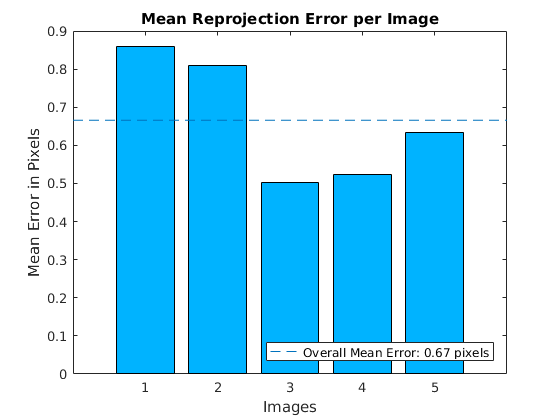 Mean Reprojection Error per Image
Mean Error in Pixels
0.9
0.8
0.7
0.6
0.5
0.4
0.3
0.2
0.1
0
Overall Mean Error: 0.67 pixels
1 2 3 4 5
Images